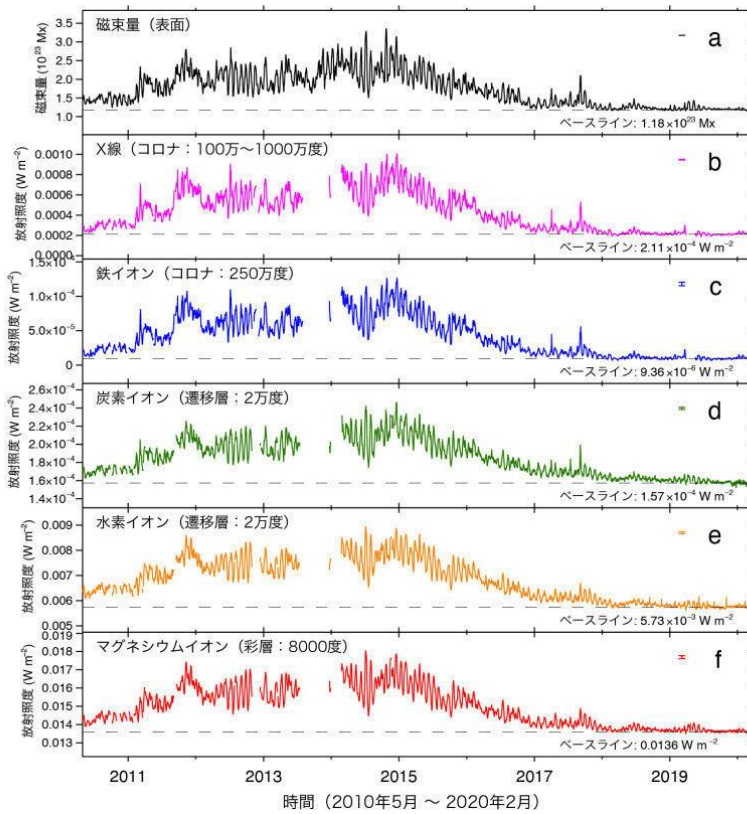 磁束量（表面）
a
磁束量 (10²³ Mx)
3.5
3.0
2.5
2.0
1.5
1.0
ベースライン: 1.18×10²³ Mx
X線（コロナ：100万〜1000万度）
b
放射照度 (W m⁻²)
0.0010
0.0008
0.0006
0.0004
0.0002
0.0000
ベースライン: 2.11×10⁻⁴ W m⁻²
鉄イオン（コロナ：250万度）
c
放射照度 (W m⁻²)
1.5×10⁻⁴
1.0×10⁻⁴
5.0×10⁻⁵
0
ベースライン: 9.36×10⁻⁶ W m⁻²
炭素イオン（遷移層：2万度）
d
放射照度 (W m⁻²)
2.6×10⁻⁴
2.4×10⁻⁴
2.2×10⁻⁴
2.0×10⁻⁴
1.8×10⁻⁴
1.6×10⁻⁴
1.4×10⁻⁴
ベースライン: 1.57×10⁻⁴ W m⁻²
水素イオン（遷移層：2万度）
e
放射照度 (W m⁻²)
0.009
0.008
0.007
0.006
0.005
ベースライン: 5.73×10⁻³ W m⁻²
マグネシウムイオン（彩層：8000度）
f
放射照度 (W m⁻²)
0.019
0.018
0.017
0.016
0.015
0.014
0.013
ベースライン: 0.0136 W m⁻²
2011 2013 2015 2017 2019
時間（2010年5月 〜 2020年2月）